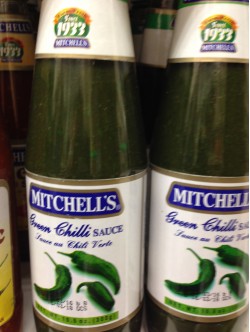 Since
1933
MITCHELL'S
Since
1933
MITCHELL'S
MITCHELL'S
Green Chilli SAUCE
Sauce au Chili Verte
MITCHELL'S
Green Chilli SAU
Sauce au Chili Verte